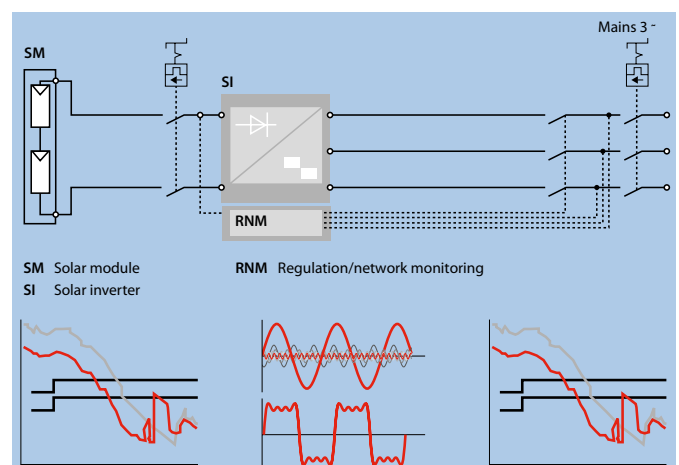 Mains 3 ~
SM
SI
RNM
SM Solar module
RNM Regulation/network monitoring
SI Solar inverter